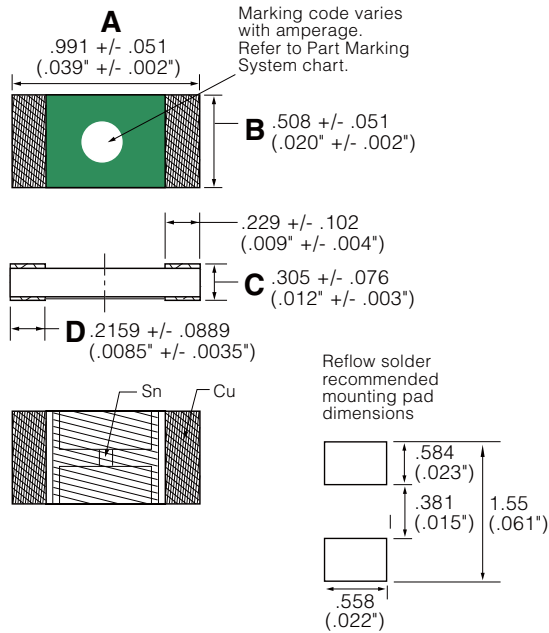 A
.991 +/- .051
(.039" +/- .002")
Marking code varies
with amperage.
Refer to Part Marking
System chart.
B .508 +/- .051
(.020" +/- .002")
.229 +/- .102
(.009" +/- .004")
C .305 +/- .076
(.012" +/- .003")
D .2159 +/- .0889
(.0085" +/- .0035")
Sn
Cu
Reflow solder
recommended
mounting pad
dimensions
.584
(.023")
.381
(.015")
1.55
(.061")
.558
(.022")